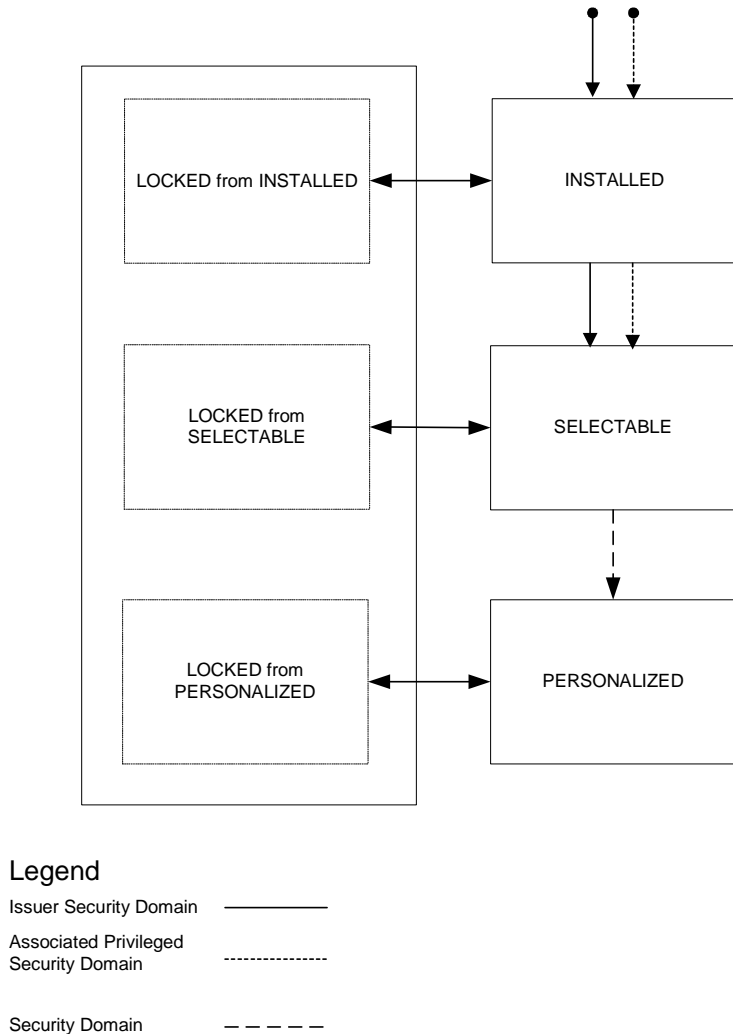 LOCKED from INSTALLED
INSTALLED
LOCKED from
SELECTABLE
SELECTABLE
LOCKED from
PERSONALIZED
PERSONALIZED
Legend
Issuer Security Domain
Associated Privileged
Security Domain
Security Domain